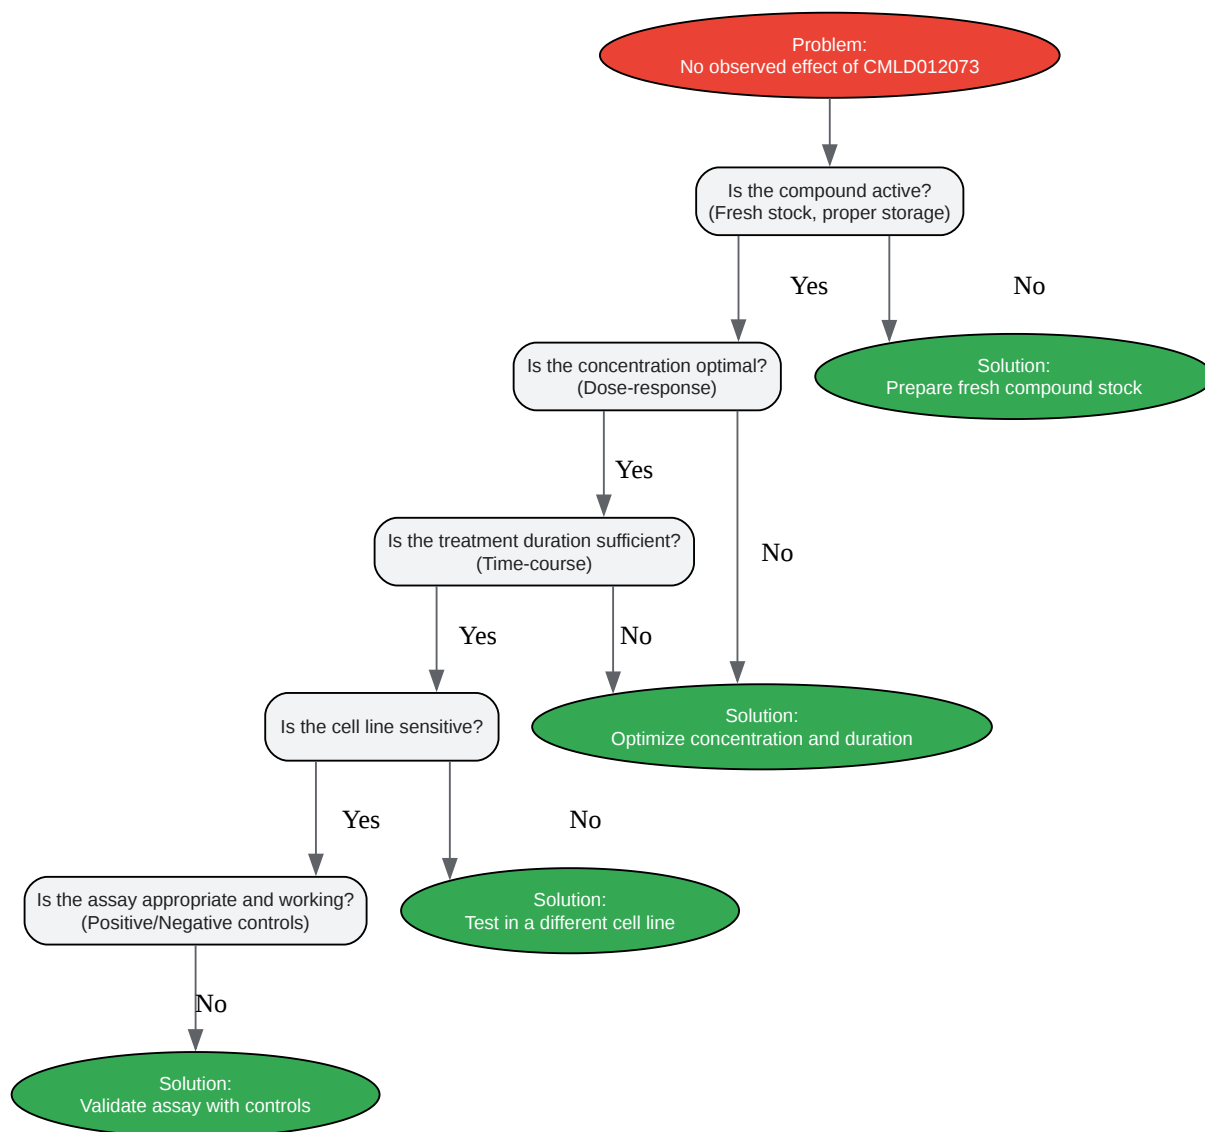 Problem:
No observed effect of CMLD012073
Is the compound active?
(Fresh stock, proper storage)
Yes
No
Is the concentration optimal?
(Dose-response)
Solution:
Prepare fresh compound stock
Yes
No
Is the treatment duration sufficient?
(Time-course)
Yes
No
Is the cell line sensitive?
Solution:
Optimize concentration and duration
Yes
No
Is the assay appropriate and working?
(Positive/Negative controls)
Solution:
Test in a different cell line
No
Solution:
Validate assay with controls